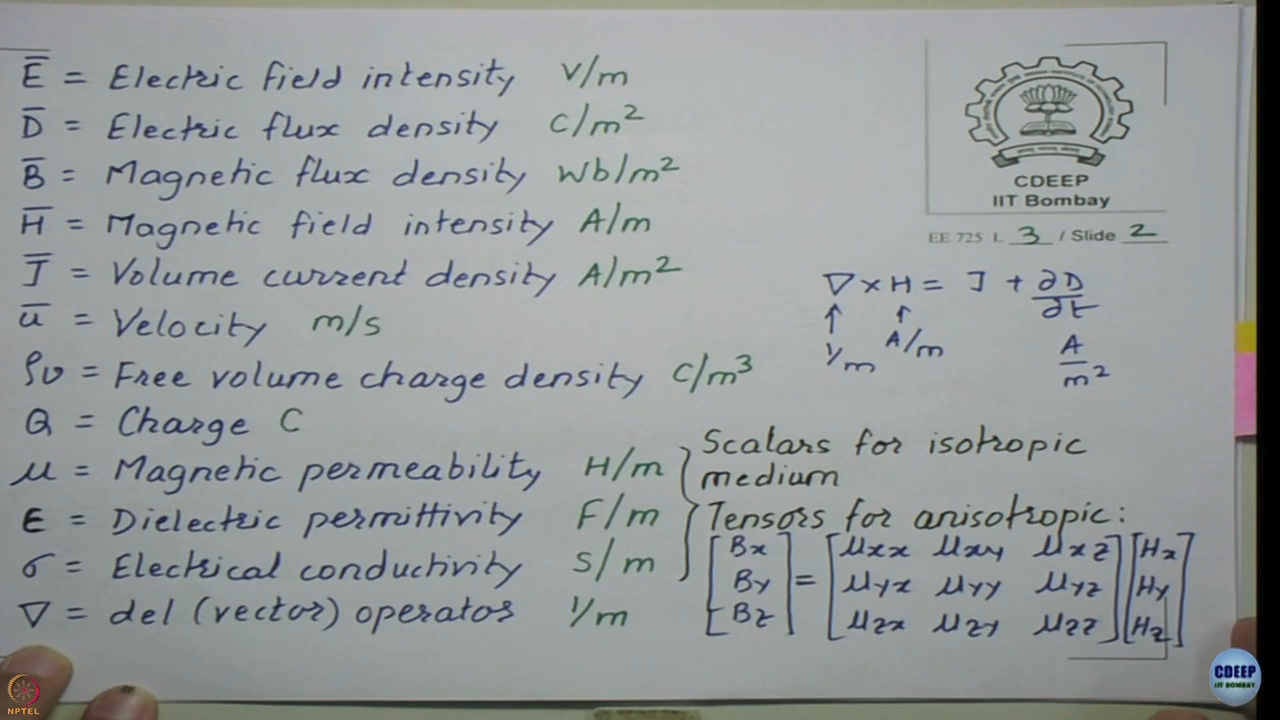 E̅ = Electric field intensity V/m
D̅ = Electric flux density C/m²
B̅ = Magnetic flux density Wb/m²
H̅ = Magnetic field intensity A/m
J̅ = Volume current density A/m²
u̅ = Velocity m/s
ρv = Free volume charge density C/m³
Q = Charge C
μ = Magnetic permeability H/m
ε = Dielectric permittivity F/m
σ = Electrical conductivity S/m
∇ = del (vector) operator 1/m
CDEEP
IIT Bombay
EE 725 L 3 / Slide 2
∇ × H = J + ∂D/∂t
1/m A/m A/m²
Scalars for isotropic
medium
Tensors for anisotropic:
[Bx] = [μxx μxy μxz] [Hx]
[By] [μyx μyy μyz] [Hy]
[Bz] [μzx μzy μzz] [Hz]
NPTEL
CDEEP
IIT BOMBAY